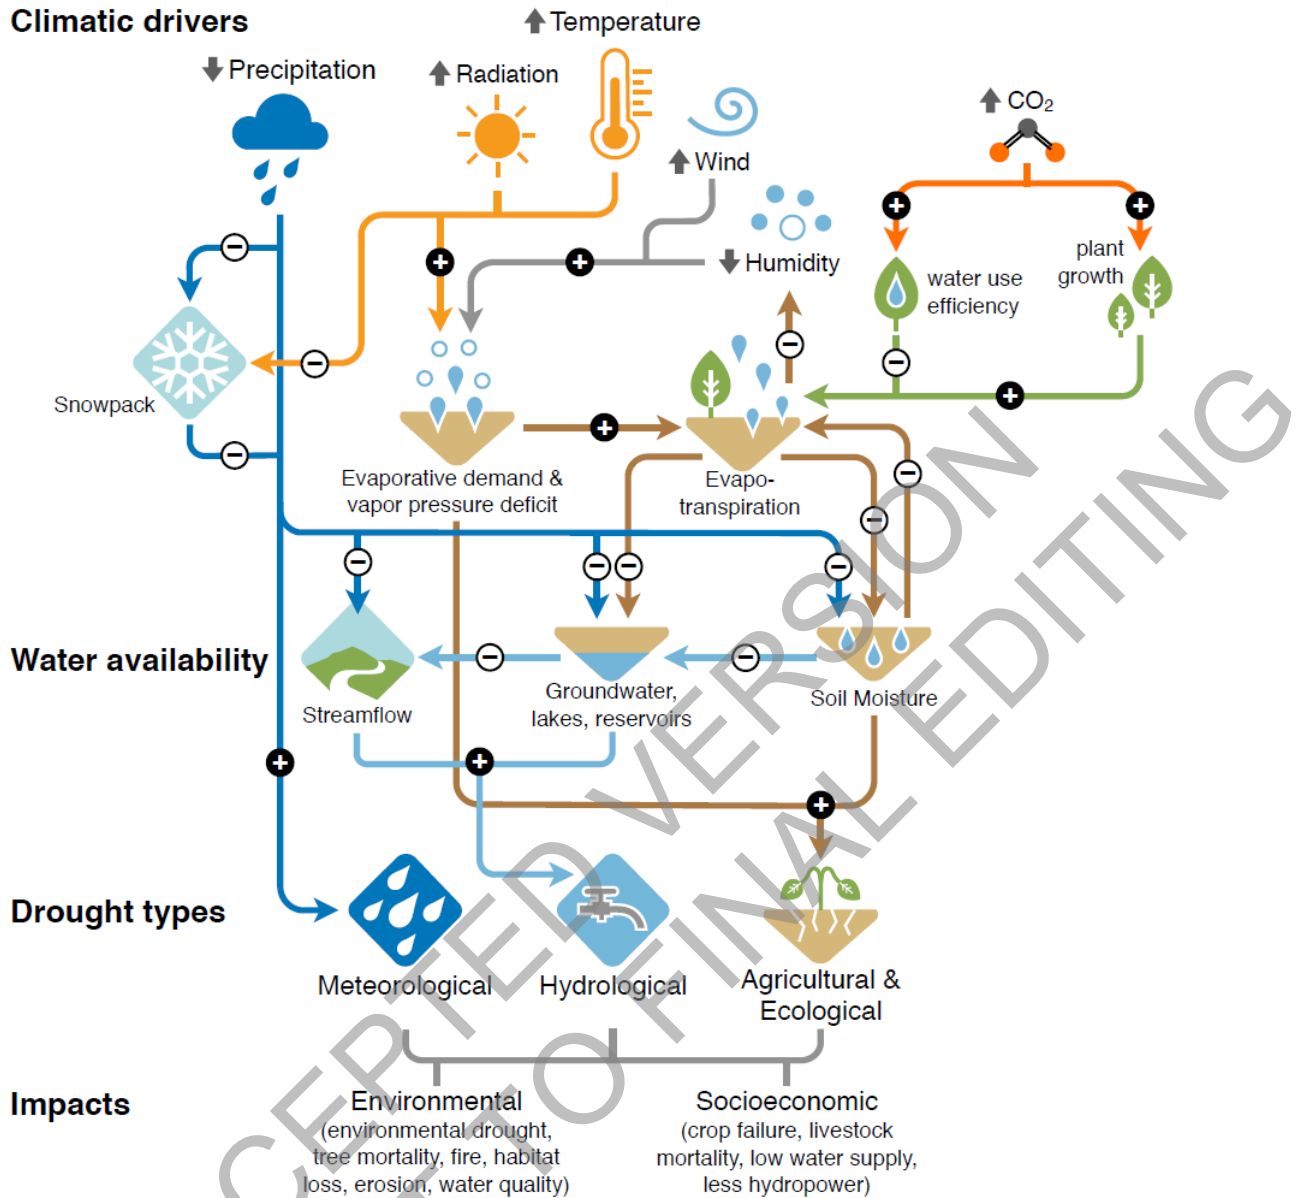 Climatic drivers
Temperature
Precipitation
Radiation
CO₂
Wind
Humidity
plant
growth
water use
efficiency
Snowpack
Evaporative demand &
vapor pressure deficit
Evapo-
transpiration
Water availability
Streamflow
Groundwater,
lakes, reservoirs
Soil Moisture
Drought types
Meteorological
Hydrological
Agricultural &
Ecological
Impacts
Environmental
(environmental drought,
tree mortality, fire, habitat
loss, erosion, water quality)
Socioeconomic
(crop failure, livestock
mortality, low water supply,
less hydropower)
CCEPTED VERSION
TO FINAL EDITING